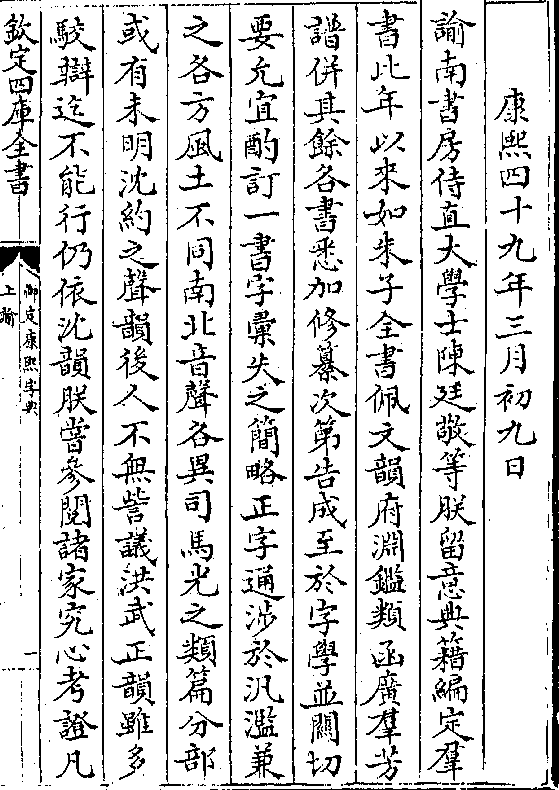 康熙四十九年三月初九日
諭南書房侍直大學士陳廷敬等朕留意典籍編定羣
書比年以來如朱子全書佩文韻府淵鑑類函廣羣芳
譜併其餘各書悉加修纂次第告成至於字學並關切
要允宜酌訂一書字彙失之簡略正字通涉於汎濫兼
之各方風土不同南北音聲各異司馬光之類篇分部
或有未明沈約之聲韻後人不無訾議洪武正韻雖多
駮辯迄不能行仍依沈韻朕嘗參閱諸家究心考證凡
欽定四庫全書
御定康熙字典
上諭
一